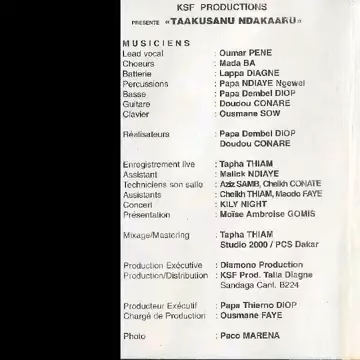 KSF PRODUCTIONS
PRESENTE «TAAKUSANU NDAKAARU»
MUSICIENS
Lead vocal : Oumar PENE
Choeurs : Mada BA
Batterie : Lappa DIAGNE
Percussions : Papa NDIAYE Ngewel
Basse : Papa Dembel DIOP
Guitare : Doudou CONARE
Clavier : Ousmane SOW
Réalisateurs : Papa Dembel DIOP
Doudou CONARE
Enregistrement live : Tapha THIAM
Assistant : Malick NDIAYE
Techniciens son salle : Aziz SAMB, Cheikh CONATE
Assistants : Cheikh THIAM, Maodo FAYE
Concert : KILY NIGHT
Présentation : Moïse Ambroise GOMIS
Mixage/Mastering : Tapha THIAM
Studio 2000 / PCS Dakar
Production Exécutive : Diamono Production
Production/Distribution : KSF Prod. Talla Diagne
Sandaga Cant. B224
Producteur Exécutif : Papa Thierno DIOP
Chargé de Production : Ousmane FAYE
Photo : Paco MARENA